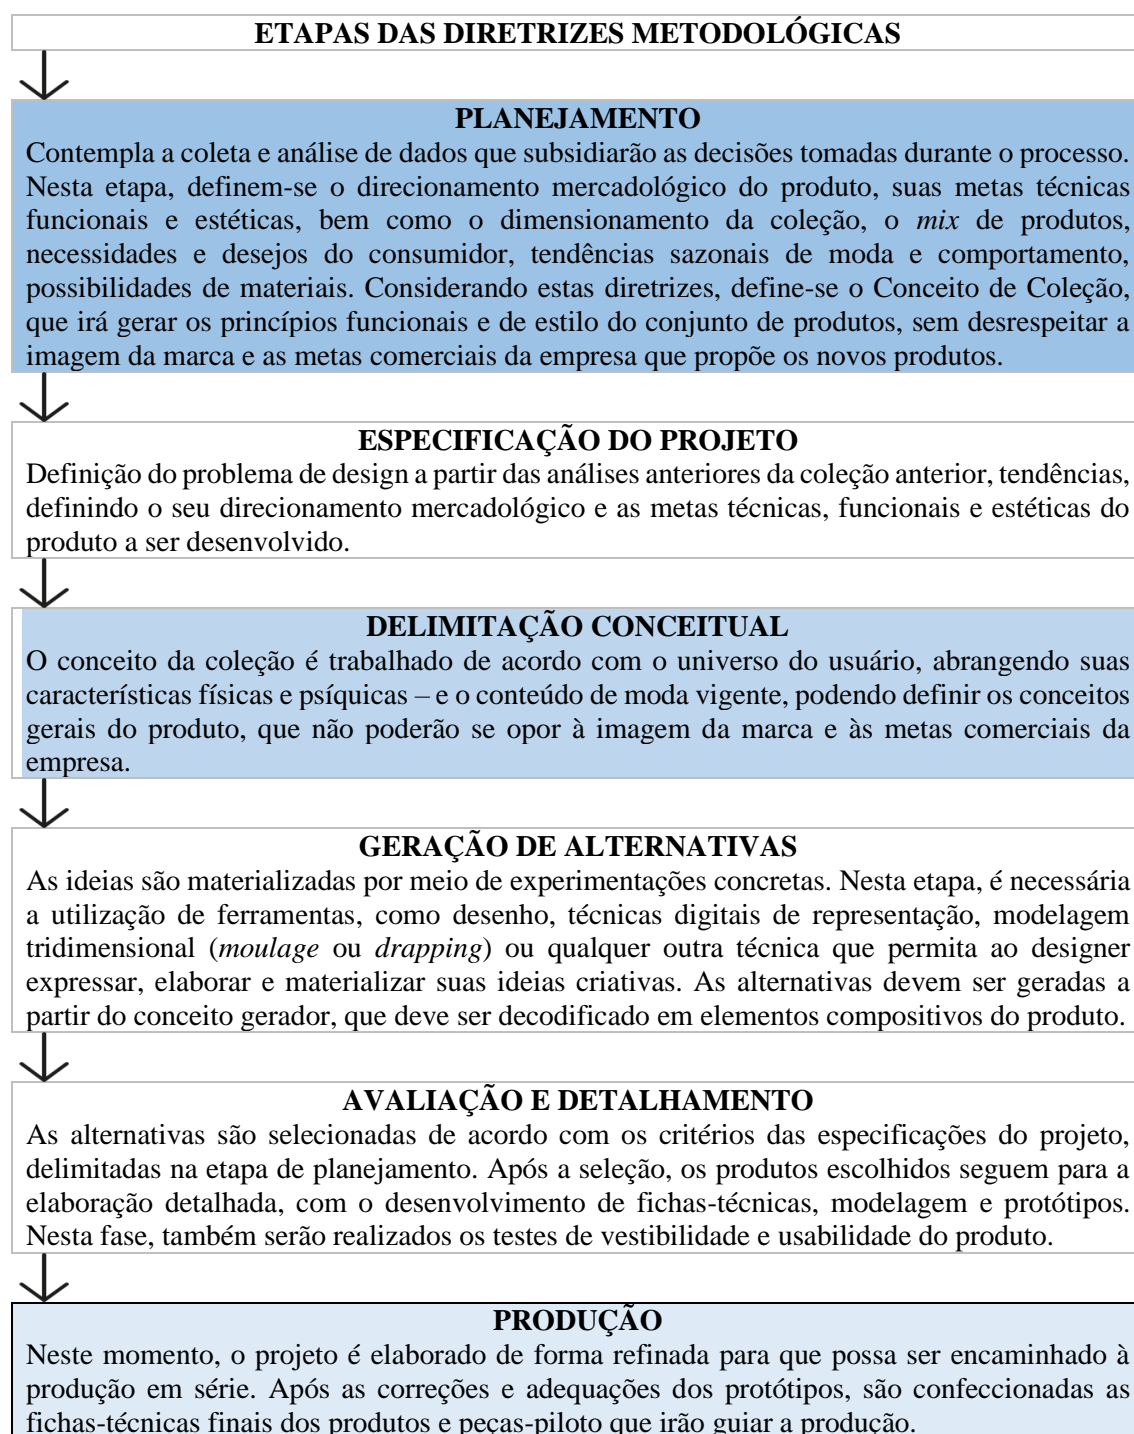 ETAPAS DAS DIRETRIZES METODOLÓGICAS
PLANEJAMENTO
Contempla a coleta e análise de dados que subsidiarão as decisões tomadas durante o processo.
Nesta etapa, definem-se o direcionamento mercadológico do produto, suas metas técnicas
funcionais e estéticas, bem como o dimensionamento da coleção, o mix de produtos,
necessidades e desejos do consumidor, tendências sazonais de moda e comportamento,
possibilidades de materiais. Considerando estas diretrizes, define-se o Conceito de Coleção,
que irá gerar os princípios funcionais e de estilo do conjunto de produtos, sem desrespeitar a
imagem da marca e as metas comerciais da empresa que propõe os novos produtos.
ESPECIFICAÇÃO DO PROJETO
Definição do problema de design a partir das análises anteriores da coleção anterior, tendências,
definindo o seu direcionamento mercadológico e as metas técnicas, funcionais e estéticas do
produto a ser desenvolvido.
DELIMITAÇÃO CONCEITUAL
O conceito da coleção é trabalhado de acordo com o universo do usuário, abrangendo suas
características físicas e psíquicas – e o conteúdo de moda vigente, podendo definir os conceitos
gerais do produto, que não poderão se opor à imagem da marca e às metas comerciais da
empresa.
GERAÇÃO DE ALTERNATIVAS
As ideias são materializadas por meio de experimentações concretas. Nesta etapa, é necessária
a utilização de ferramentas, como desenho, técnicas digitais de representação, modelagem
tridimensional (moulage ou drapping) ou qualquer outra técnica que permita ao designer
expressar, elaborar e materializar suas ideias criativas. As alternativas devem ser geradas a
partir do conceito gerador, que deve ser decodificado em elementos compositivos do produto.
AVALIAÇÃO E DETALHAMENTO
As alternativas são selecionadas de acordo com os critérios das especificações do projeto,
delimitadas na etapa de planejamento. Após a seleção, os produtos escolhidos seguem para a
elaboração detalhada, com o desenvolvimento de fichas-técnicas, modelagem e protótipos.
Nesta fase, também serão realizados os testes de vestibilidade e usabilidade do produto.
PRODUÇÃO
Neste momento, o projeto é elaborado de forma refinada para que possa ser encaminhado à
produção em série. Após as correções e adequações dos protótipos, são confeccionadas as
fichas-técnicas finais dos produtos e peças-piloto que irão guiar a produção.